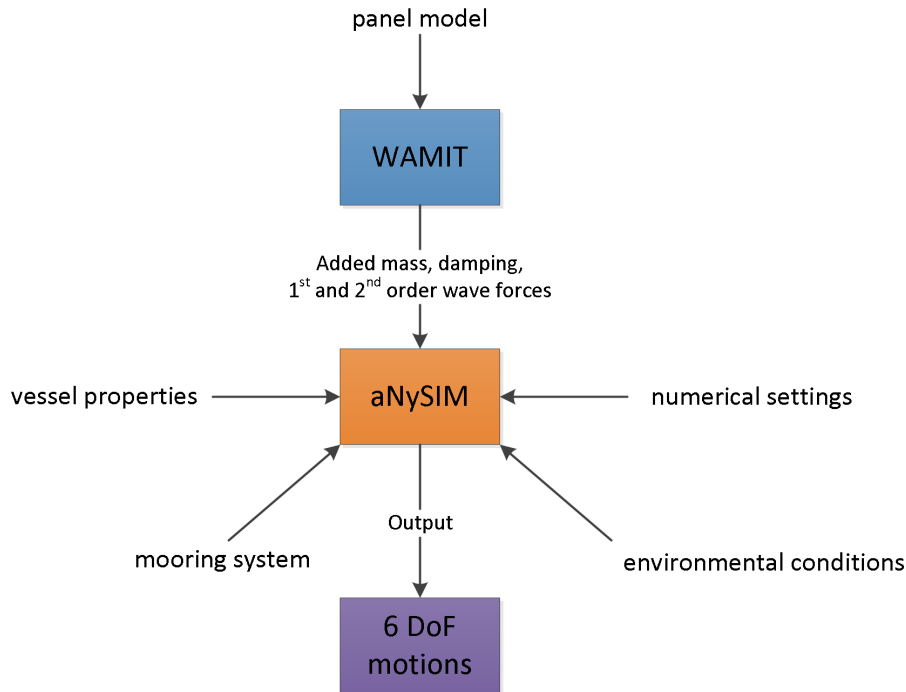 panel model
WAMIT
Added mass, damping,
1st and 2nd order wave forces
vessel properties
aNySIM
numerical settings
Output
mooring system
environmental conditions
6 DoF
motions